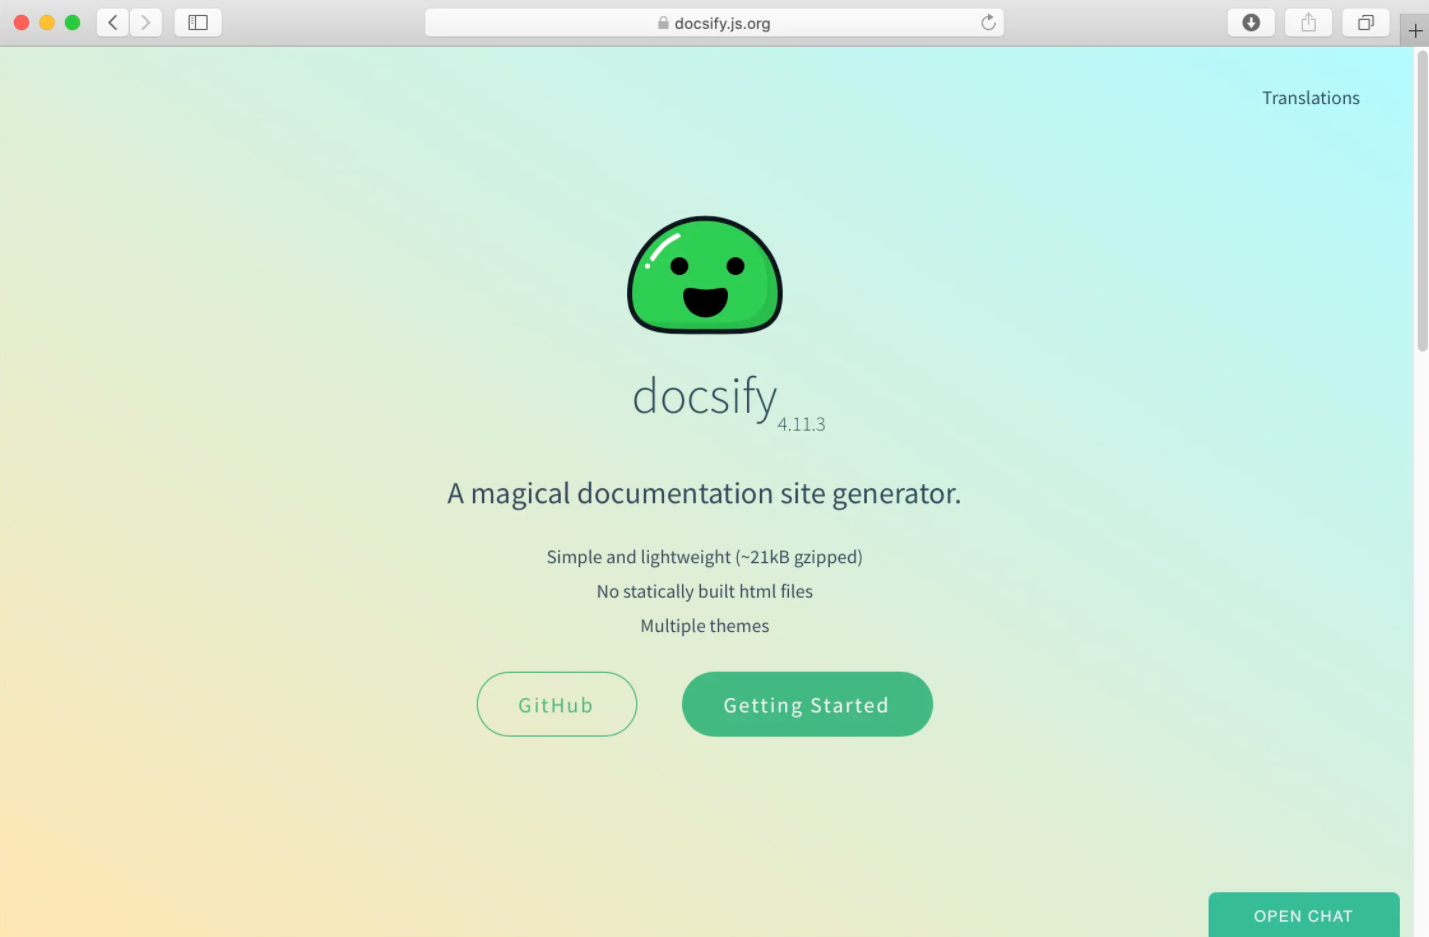 docsify.js.org
Translations
docsify 4.11.3
A magical documentation site generator.
Simple and lightweight (~21kB gzipped)
No statically built html files
Multiple themes
GitHub
Getting Started
OPEN CHAT